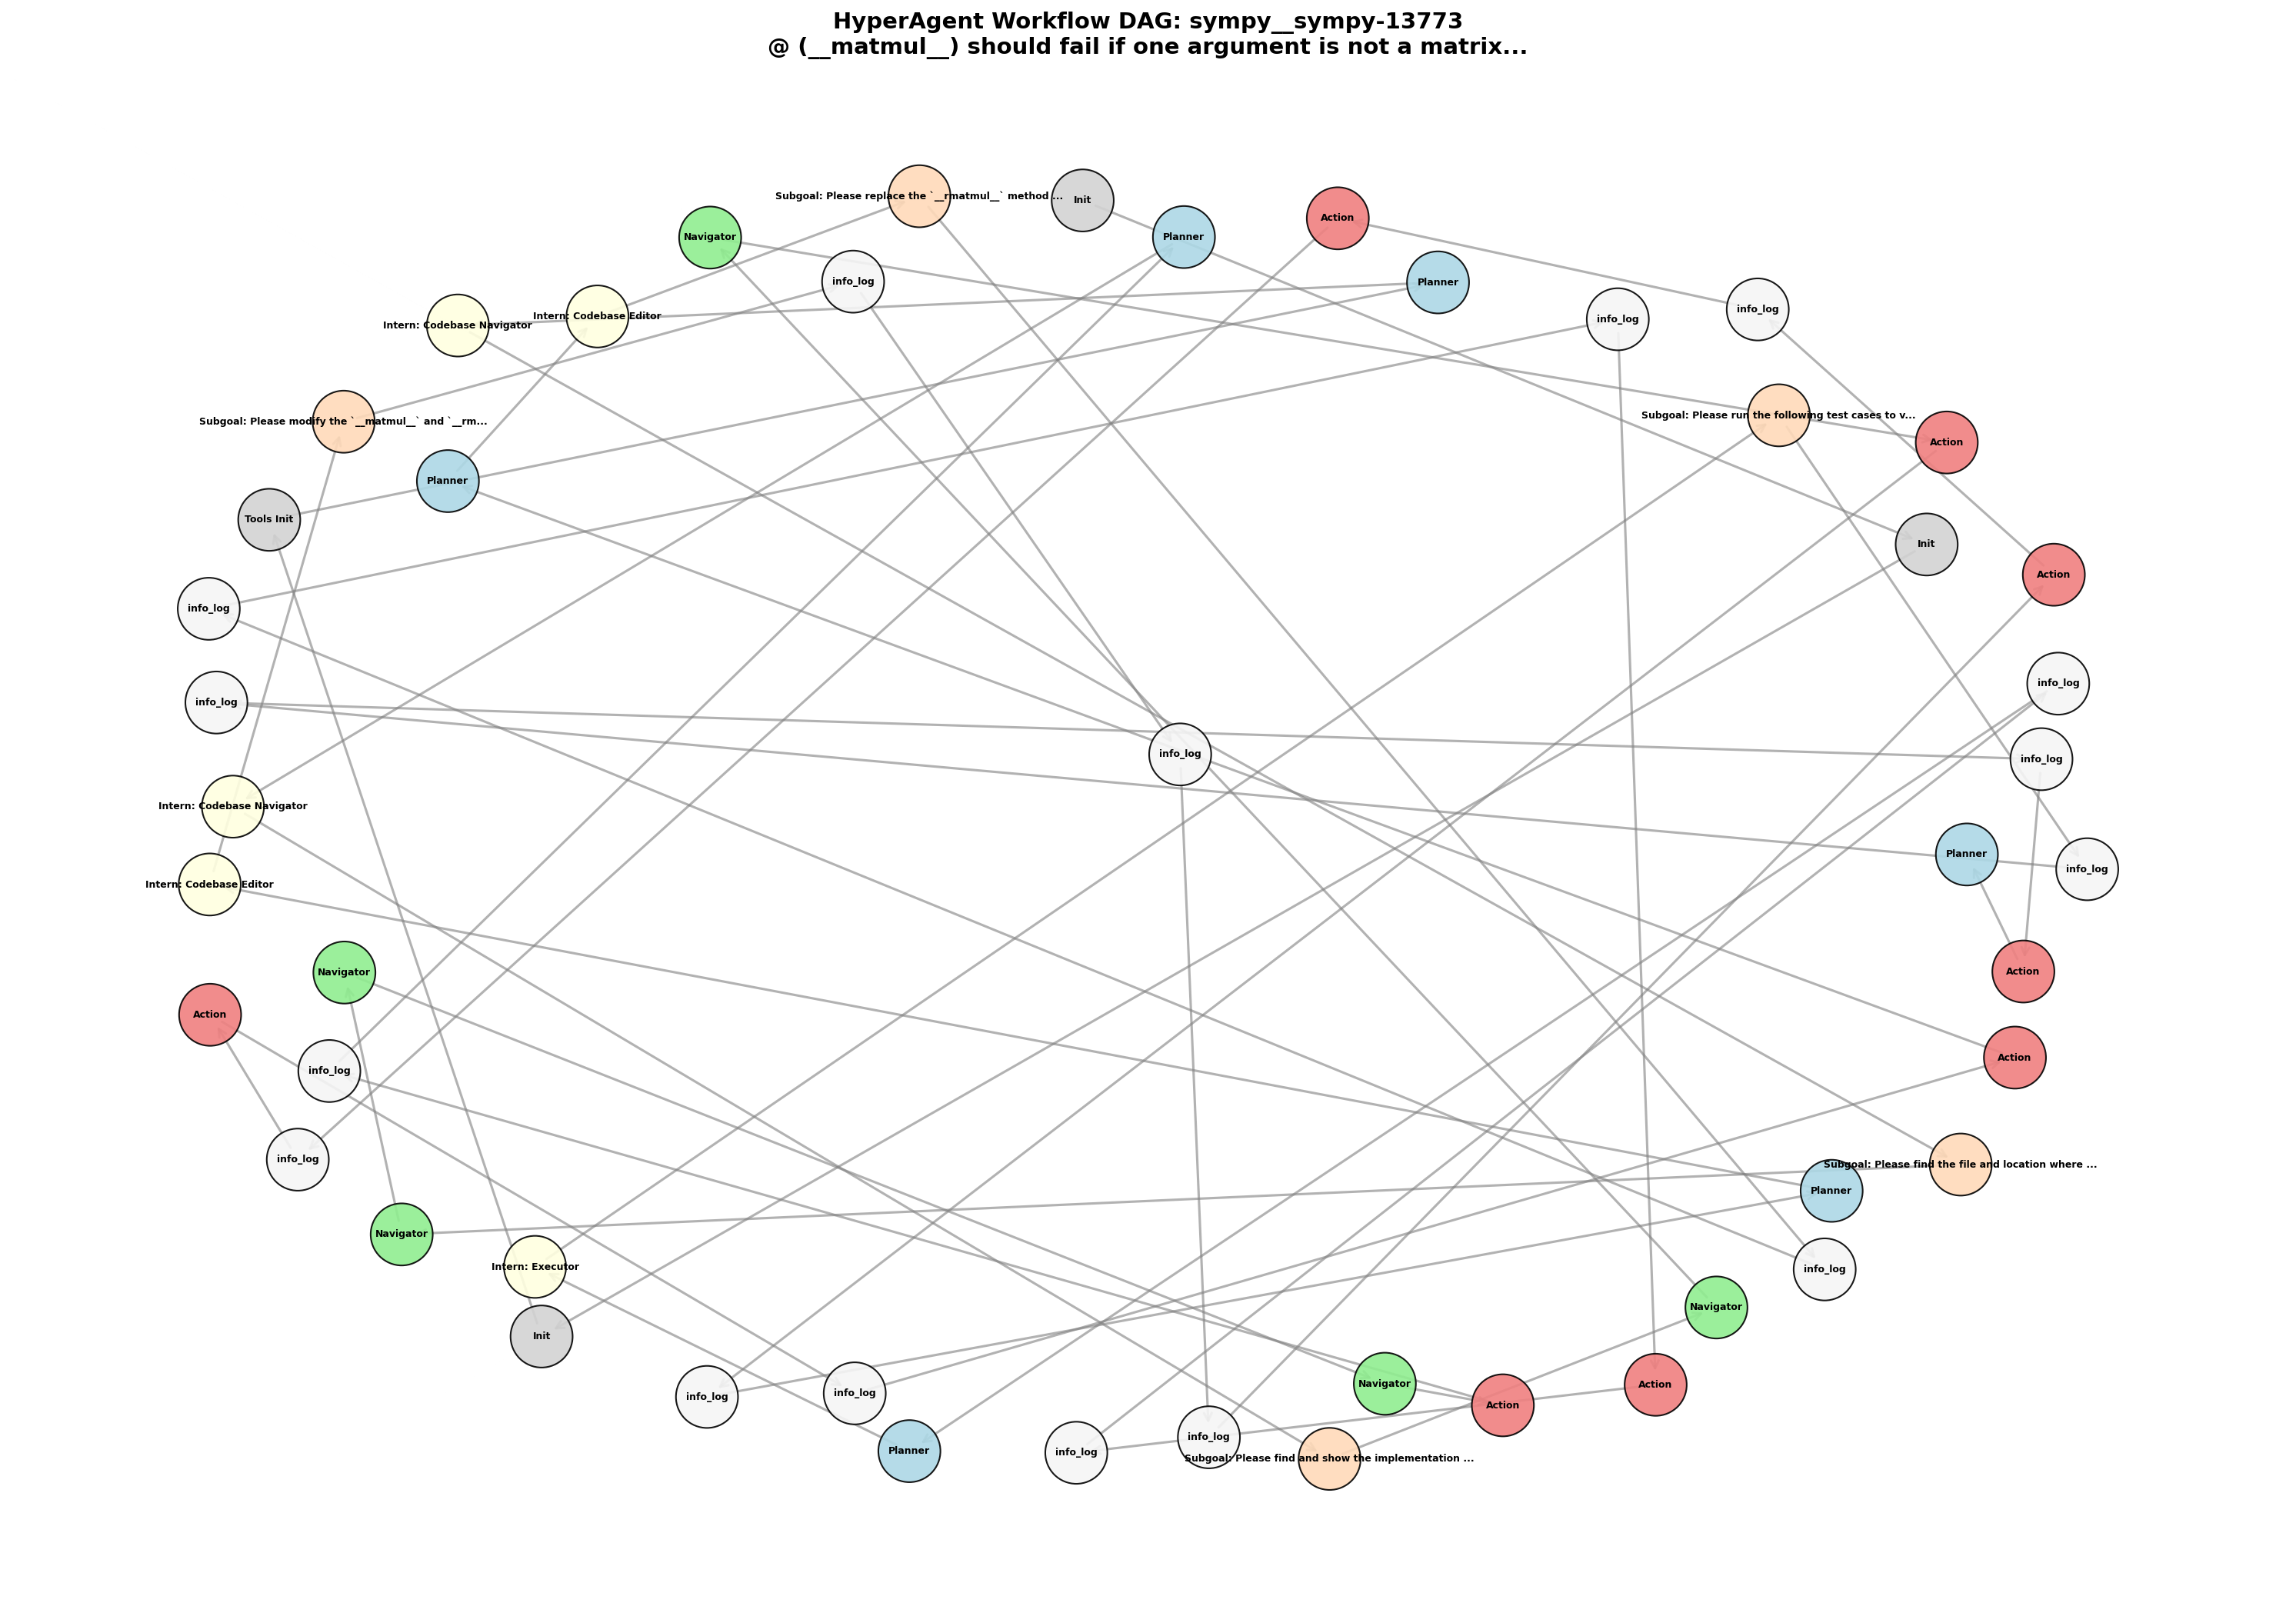 HyperAgent Workflow DAG: sympy__sympy-13773
@ (__matmul__) should fail if one argument is not a matrix...
Subgoal: Please replace the `__rmatmul__` method ...
Init
Action
Navigator
Planner
info_log
Planner
info_log
info_log
Intern: Codebase Navigator
Intern: Codebase Editor
Subgoal: Please run the following test cases to v...
Subgoal: Please modify the `__matmul__` and `__rm...
Action
Planner
Tools Init
Init
Action
info_log
info_log
info_log
info_log
info_log
Intern: Codebase Navigator
Planner
info_log
Intern: Codebase Editor
Navigator
Action
Action
Action
info_log
info_log
Subgoal: Please find the file and location where ...
Planner
Navigator
Intern: Executor
info_log
Navigator
Init
Navigator
Action
info_log
info_log
Action
Planner
info_log
info_log
Subgoal: Please find and show the implementation ...